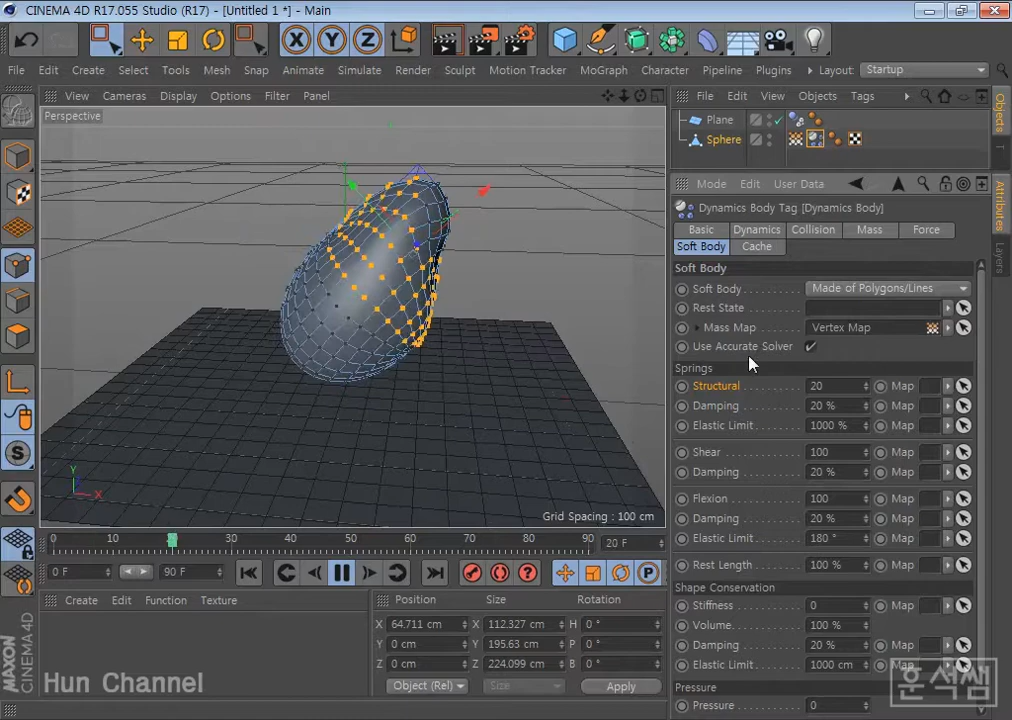 CINEMA 4D R17.055 Studio (R17) - [Untitled 1 *] - Main
X Y Z
File Edit Create Select Tools Mesh Snap Animate Simulate Render Sculpt Motion Tracker MoGraph Character Pipeline Plugins Layout: Startup
View Cameras Display Options Filter Panel
File Edit View Objects Tags
Objects
Perspective
Plane
Sphere
Mode Edit User Data
Attributes
Layers
Dynamics Body Tag [Dynamics Body]
Basic Dynamics Collision Mass Force
Soft Body Cache
Soft Body
Soft Body Made of Polygons/Lines
Rest State
Mass Map Vertex Map
Use Accurate Solver
Springs
Structural 20 Map
Damping 20 % Map
Elastic Limit 1000 % Map
Shear 100 Map
Damping 20 % Map
Flexion 100 Map
Damping 20 % Map
Elastic Limit 180 ° Map
Rest Length 100 % Map
Shape Conservation
Stiffness 0 Map
Volume 100 %
Damping 20 % Map
Elastic Limit 1000 cm Map
Pressure
Pressure 0
Y
X
Grid Spacing : 100 cm
S
0 10 20 30 40 50 60 70 80 90 20 F
0 F 90 F
P
Create Edit Function Texture
Position Size Rotation
X 64.711 cm X 112.327 cm H 0 °
Y 0 cm Y 195.63 cm P 0 °
Z 0 cm Z 224.099 cm B 0 °
Object (Rel) Size Apply
MAXON
CINEMA 4D
Hun Channel
훈석쌤